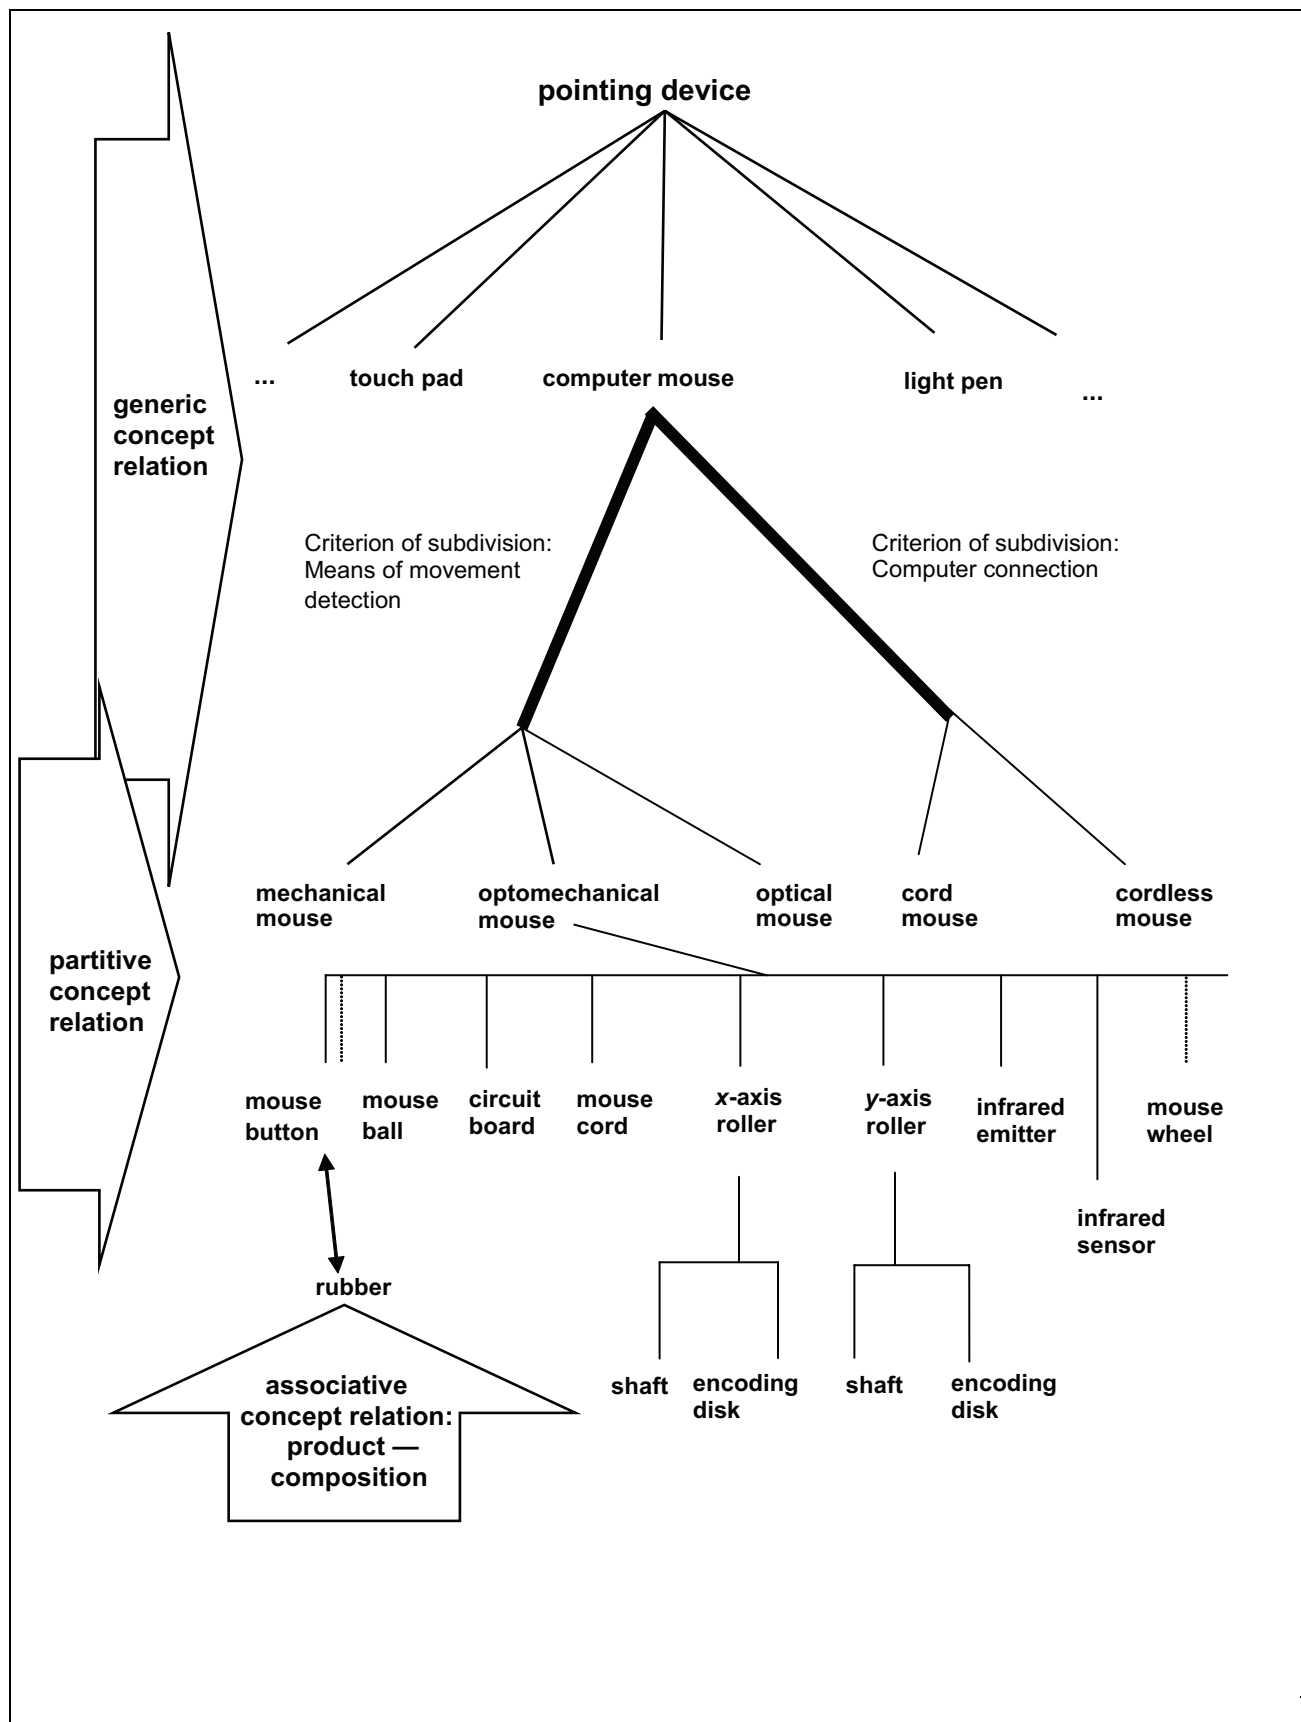 pointing device
...
touch pad
computer mouse
light pen
...
generic
concept
relation
Criterion of subdivision:
Means of movement
detection
Criterion of subdivision:
Computer connection
mechanical
mouse
optomechanical
mouse
optical
mouse
cord
mouse
cordless
mouse
partitive
concept
relation
mouse
button
mouse
ball
circuit
board
mouse
cord
x-axis
roller
y-axis
roller
infrared
emitter
mouse
wheel
infrared
sensor
rubber
shaft
encoding
disk
shaft
encoding
disk
associative
concept relation:
product —
composition